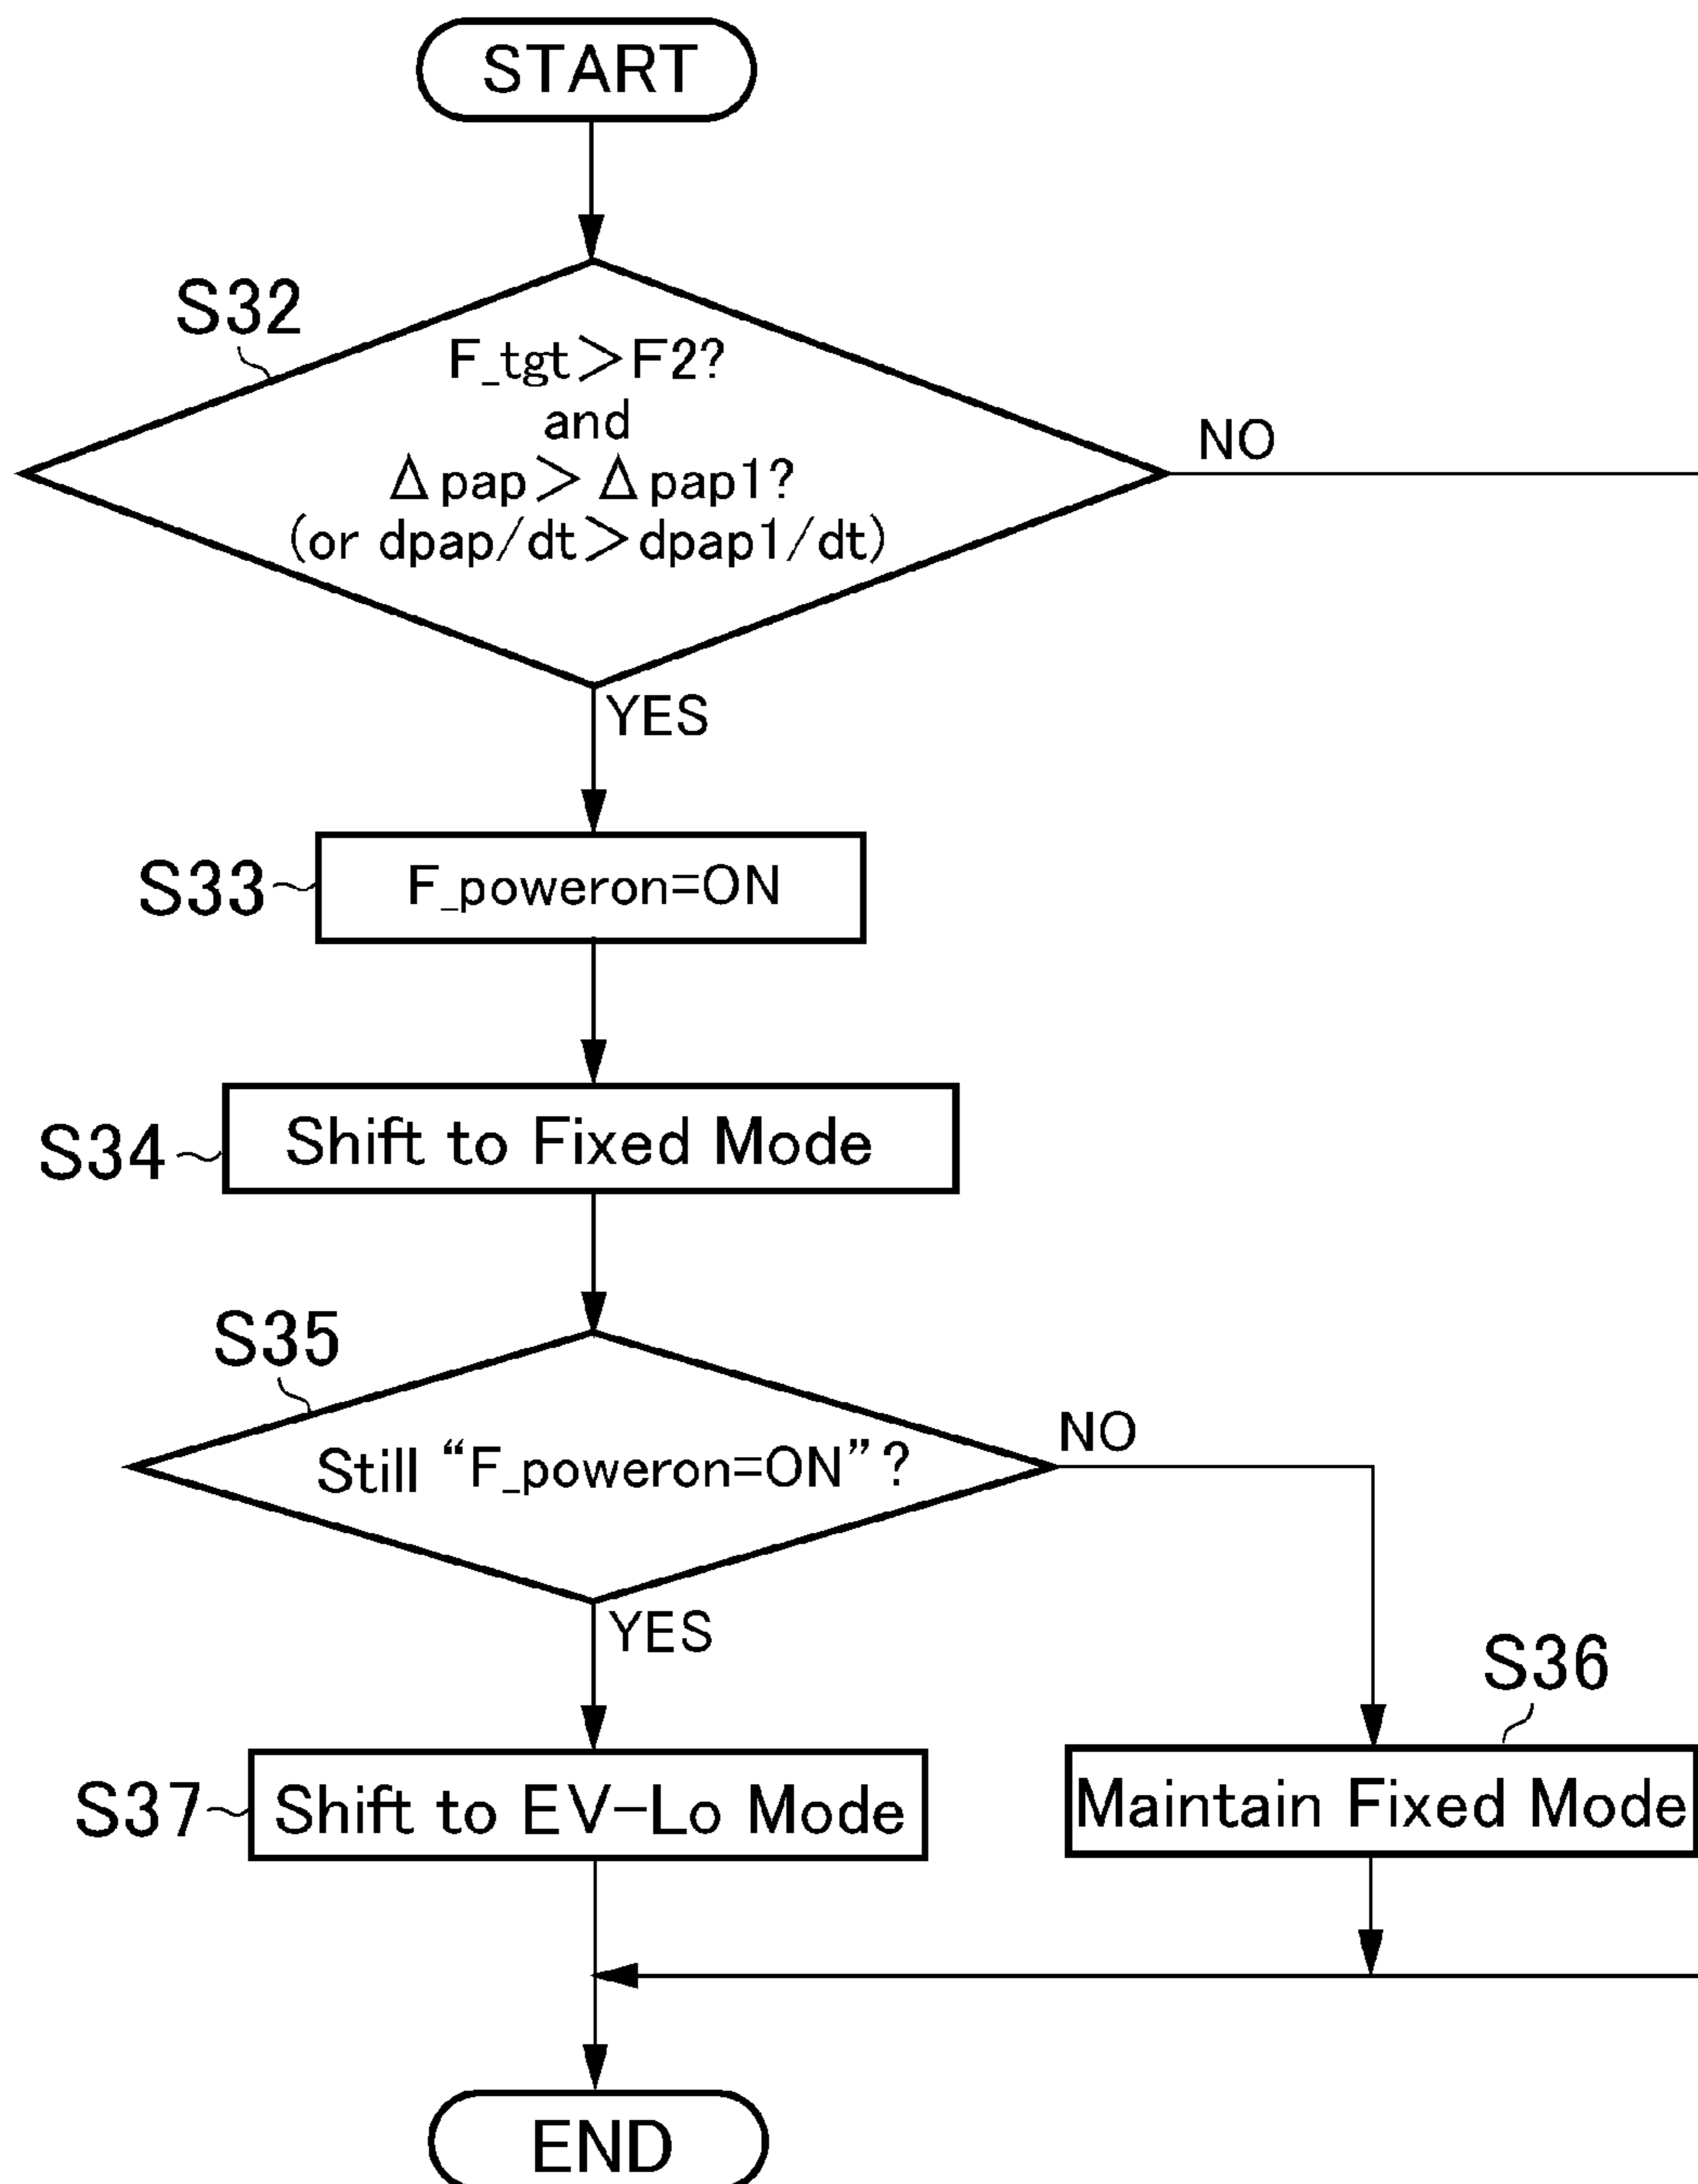 START
S32
F_tgt＞F2?
and
Δpap＞Δpap1?
(or dpap/dt＞dpap1/dt)
NO
YES
S33
F_poweron=ON
S34
Shift to Fixed Mode
S35
Still “F_poweron=ON”?
NO
YES
S36
S37
Shift to EV-Lo Mode
Maintain Fixed Mode
END